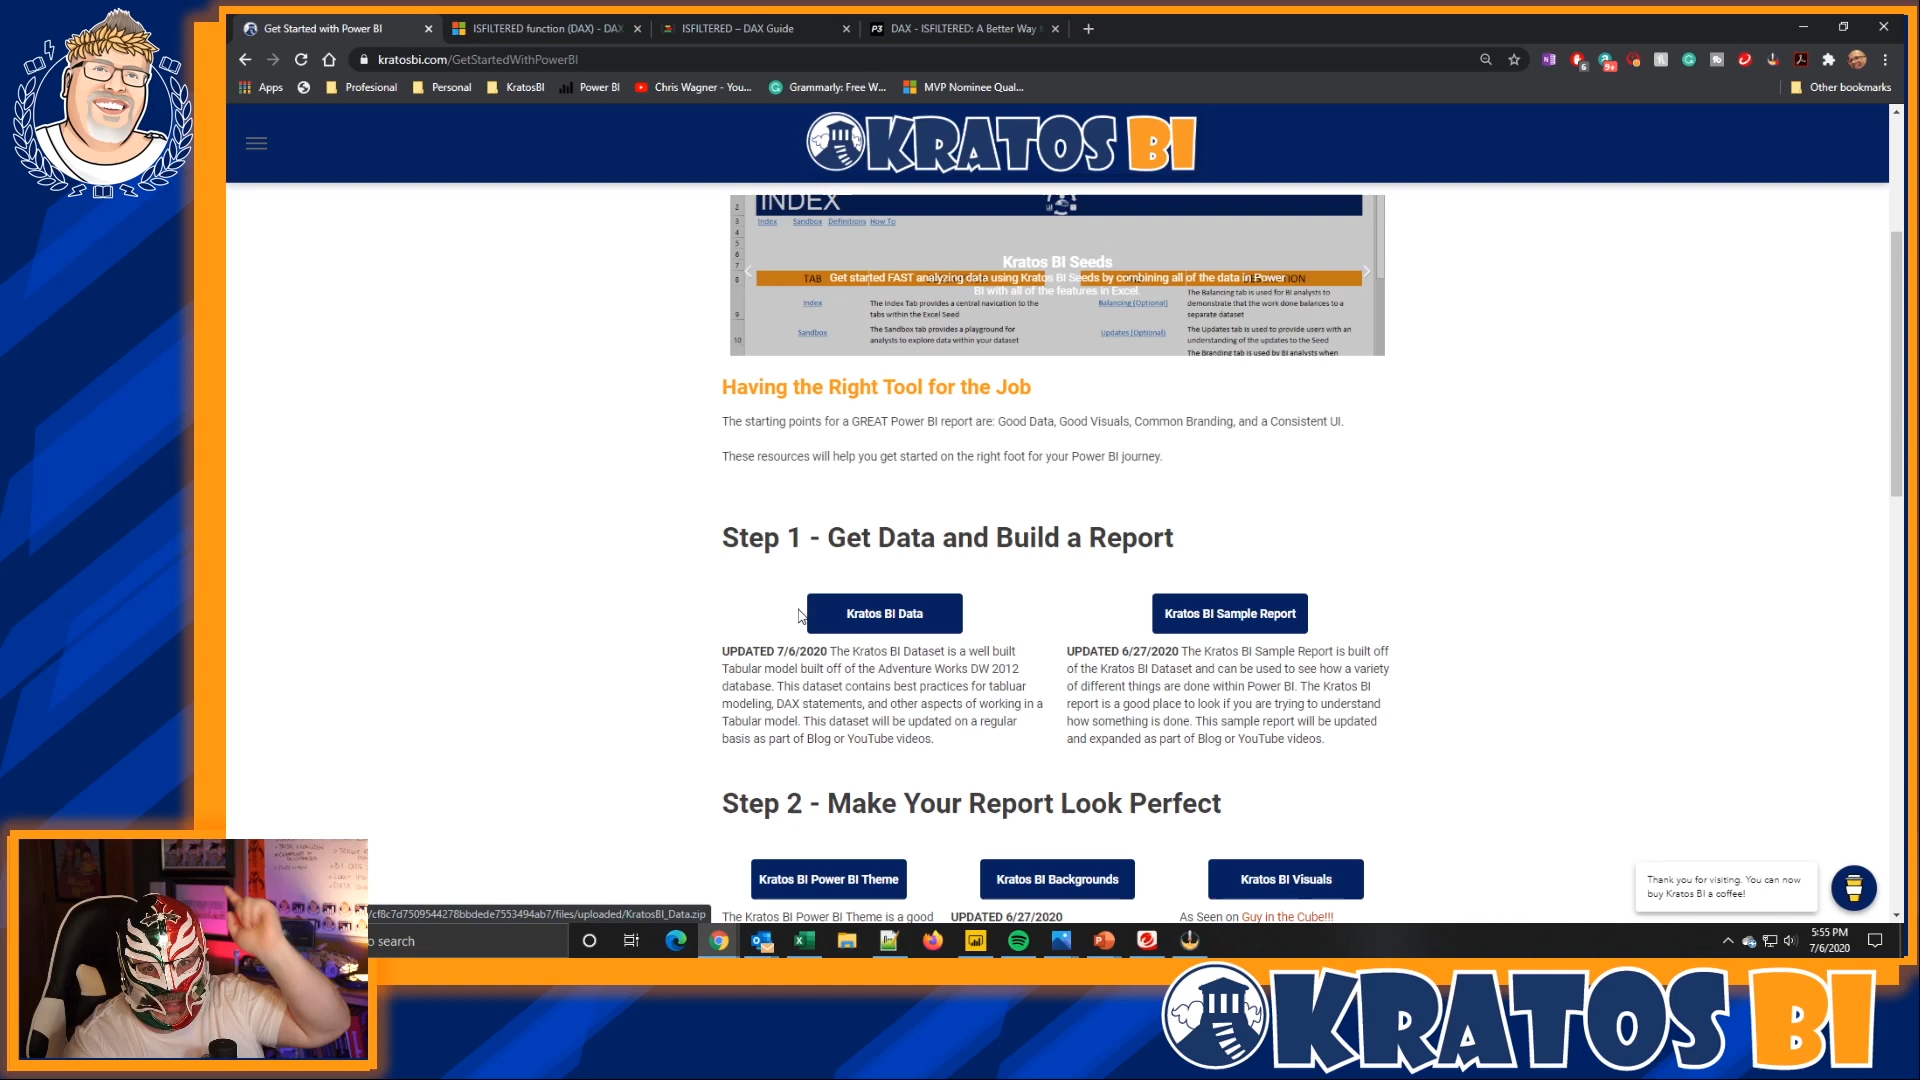 Get Started with Power BI
ISFILTERED function (DAX) - DAX
ISFILTERED – DAX Guide
P3 DAX - ISFILTERED: A Better Way
kratosbi.com/GetStartedWithPowerBI
Apps
Profesional
Personal
KratosBI
Power BI
Chris Wagner - You...
Grammarly: Free W...
MVP Nominee Qual...
Other bookmarks
KRATOS BI
2
INDEX
3
Index
Sandbox
Definitions
How To
4
5
6
7
Kratos BI Seeds
8
TAB
Get started FAST analyzing data using Kratos BI Seeds by combining all of the data in Power
BI with all of the features in Excel.
9
Index
The Index Tab provides a central navigation to the
tabs within the Excel Seed
Balancing (Optional)
The Balancing tab is used for BI analysts to
demonstrate that the work done balances to a
separate dataset
10
Sandbox
The Sandbox tab provides a playground for
analysts to explore data within your dataset
Updates (Optional)
The Updates tab is used to provide users with an
understanding of the updates to the Seed
The Branding tab is used by BI analysts when
Having the Right Tool for the Job
The starting points for a GREAT Power BI report are: Good Data, Good Visuals, Common Branding, and a Consistent UI.
These resources will help you get started on the right foot for your Power BI journey.
Step 1 - Get Data and Build a Report
Kratos BI Data
UPDATED 7/6/2020 The Kratos BI Dataset is a well built
Tabular model built off of the Adventure Works DW 2012
database. This dataset contains best practices for tabluar
modeling, DAX statements, and other aspects of working in a
Tabular model. This dataset will be updated on a regular
basis as part of Blog or YouTube videos.
Kratos BI Sample Report
UPDATED 6/27/2020 The Kratos BI Sample Report is built off
of the Kratos BI Dataset and can be used to see how a variety
of different things are done within Power BI. The Kratos BI
report is a good place to look if you are trying to understand
how something is done. This sample report will be updated
and expanded as part of Blog or YouTube videos.
Step 2 - Make Your Report Look Perfect
Kratos BI Power BI Theme
Kratos BI Backgrounds
Kratos BI Visuals
The Kratos BI Power BI Theme is a good
UPDATED 6/27/2020
As Seen on Guy in the Cube!!!
Thank you for visiting. You can now
buy Kratos BI a coffee!
/cf8c7d7509544278bbdede7553494ab7/files/uploaded/KratosBI_Data.zip
o search
5:55 PM
7/6/2020
KRATOS BI